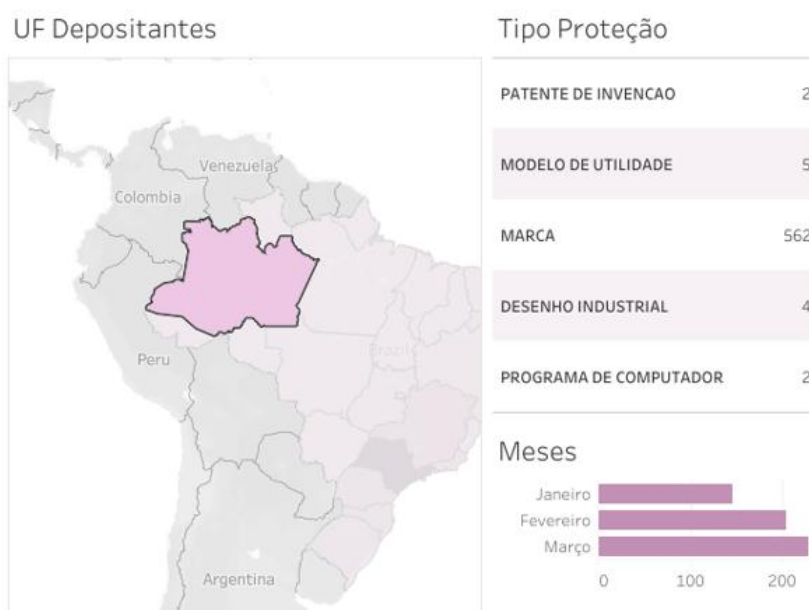 UF Depositantes
Venezuela
Colombia
Brazil
Peru
Argentina
Tipo Proteção
PATENTE DE INVENCAO 2
MODELO DE UTILIDADE 5
MARCA 562
DESENHO INDUSTRIAL 4
PROGRAMA DE COMPUTADOR 2
Meses
Janeiro
Fevereiro
Março
0 100 200